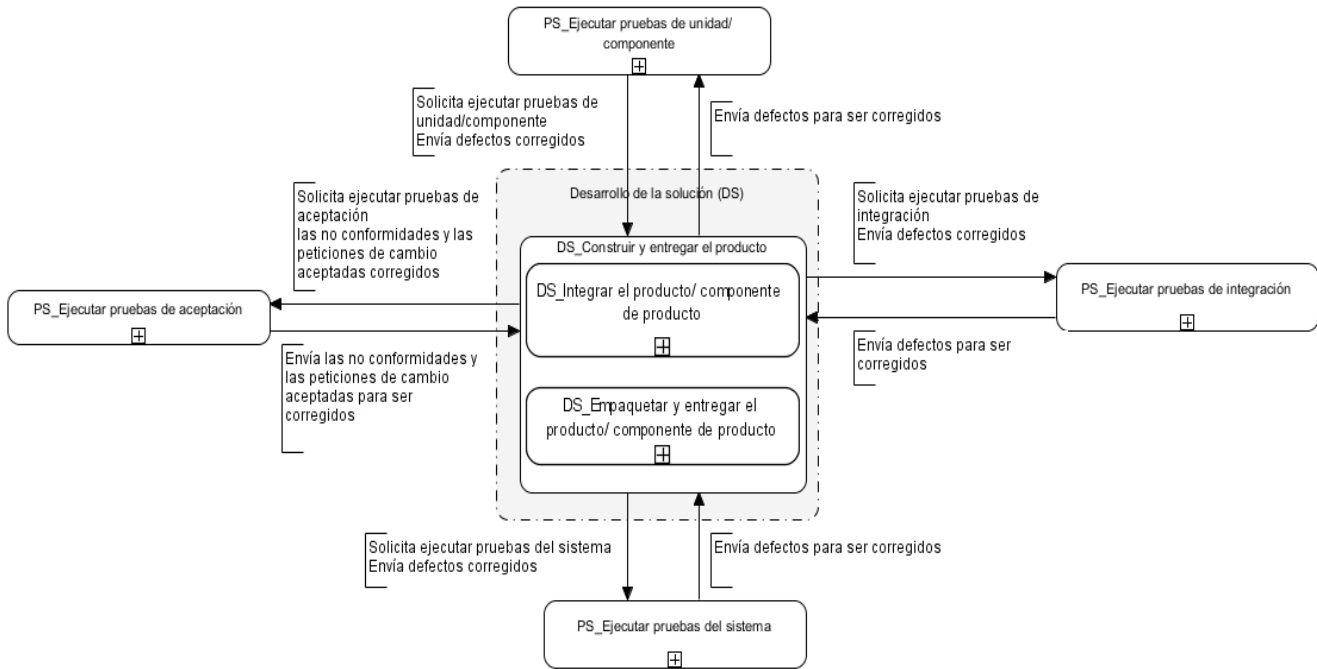 PS_Ejecutar pruebas de unidad/
componente
Solicita ejecutar pruebas de
unidad/componente
Envía defectos corregidos
Envía defectos para ser corregidos
Desarrollo de la solución (DS)
Solicita ejecutar pruebas de
aceptación
las no conformidades y las
peticiones de cambio
aceptadas corregidos
Solicita ejecutar pruebas de
integración
Envía defectos corregidos
DS_Construir y entregar el producto
DS_Integrar el producto/ componente
de producto
PS_Ejecutar pruebas de aceptación
PS_Ejecutar pruebas de integración
Envía las no conformidades y
las peticiones de cambio
aceptadas para ser
corregidos
Envía defectos para ser
corregidos
DS_Empaquetar y entregar el
producto/ componente de producto
Solicita ejecutar pruebas del sistema
Envía defectos corregidos
Envía defectos para ser corregidos
PS_Ejecutar pruebas del sistema